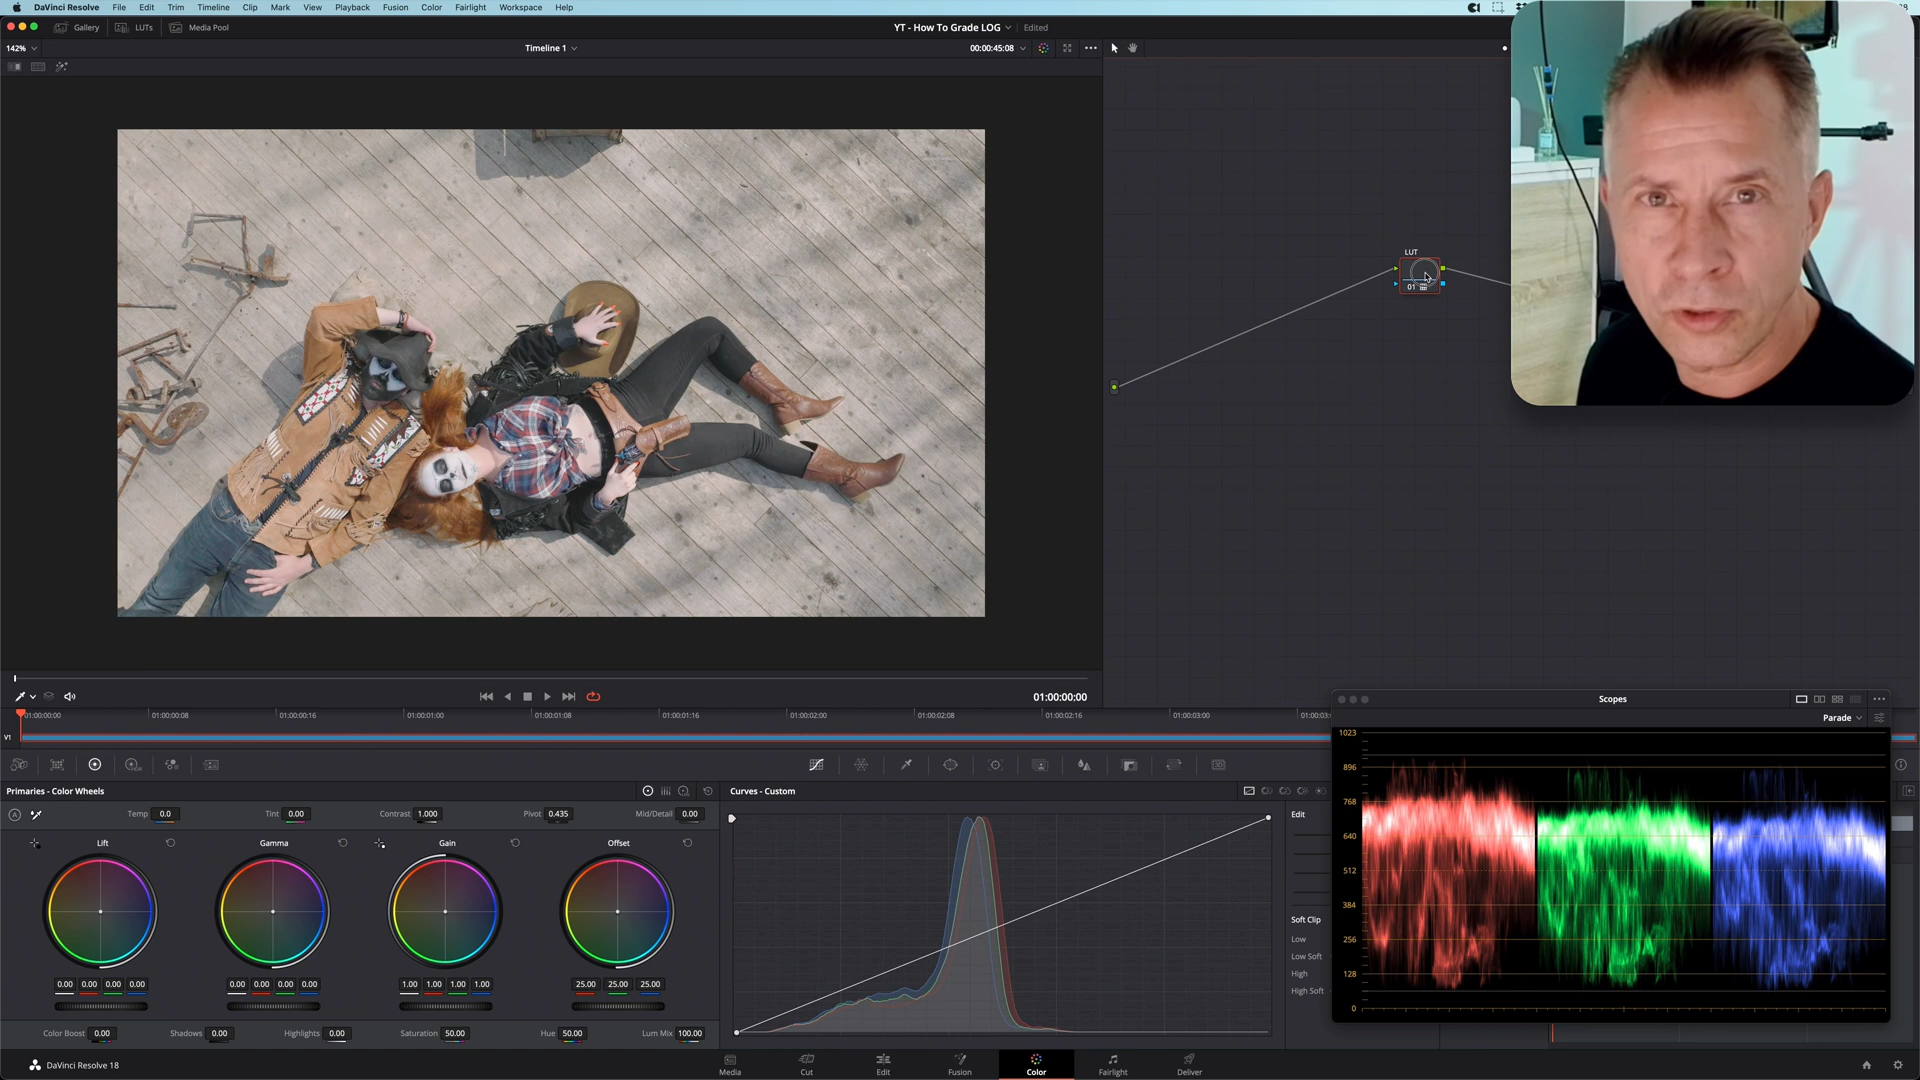 DaVinci Resolve File Edit Trim Timeline Clip Mark View Playback Fusion Color Fairlight Workspace Help
Gallery LUTs Media Pool YT - How To Grade LOG Edited
142% Timeline 1 00:00:45:08
LUT
01
01:00:00:00
01:00:00:00 01:00:00:08 01:00:00:16 01:00:01:00 01:00:01:08 01:00:01:16 01:00:02:00 01:00:02:08 01:00:02:16 01:00:03:00
V1
Primaries - Color Wheels
A Temp 0.0 Tint 0.00 Contrast 1.000 Pivot 0.435 Mid/Detail 0.00
Lift Gamma Gain Offset
0.00 0.00 0.00 0.00 0.00 0.00 0.00 0.00 1.00 1.00 1.00 1.00 25.00 25.00 25.00
Color Boost 0.00 Shadows 0.00 Highlights 0.00 Saturation 50.00 Hue 50.00 Lum Mix 100.00
Curves - Custom
Edit
Soft Clip
Low
Low Soft
High
High Soft
Scopes
Parade
1023
896
768
640
512
384
256
128
0
DaVinci Resolve 18 Media Cut Edit Fusion Color Fairlight Deliver